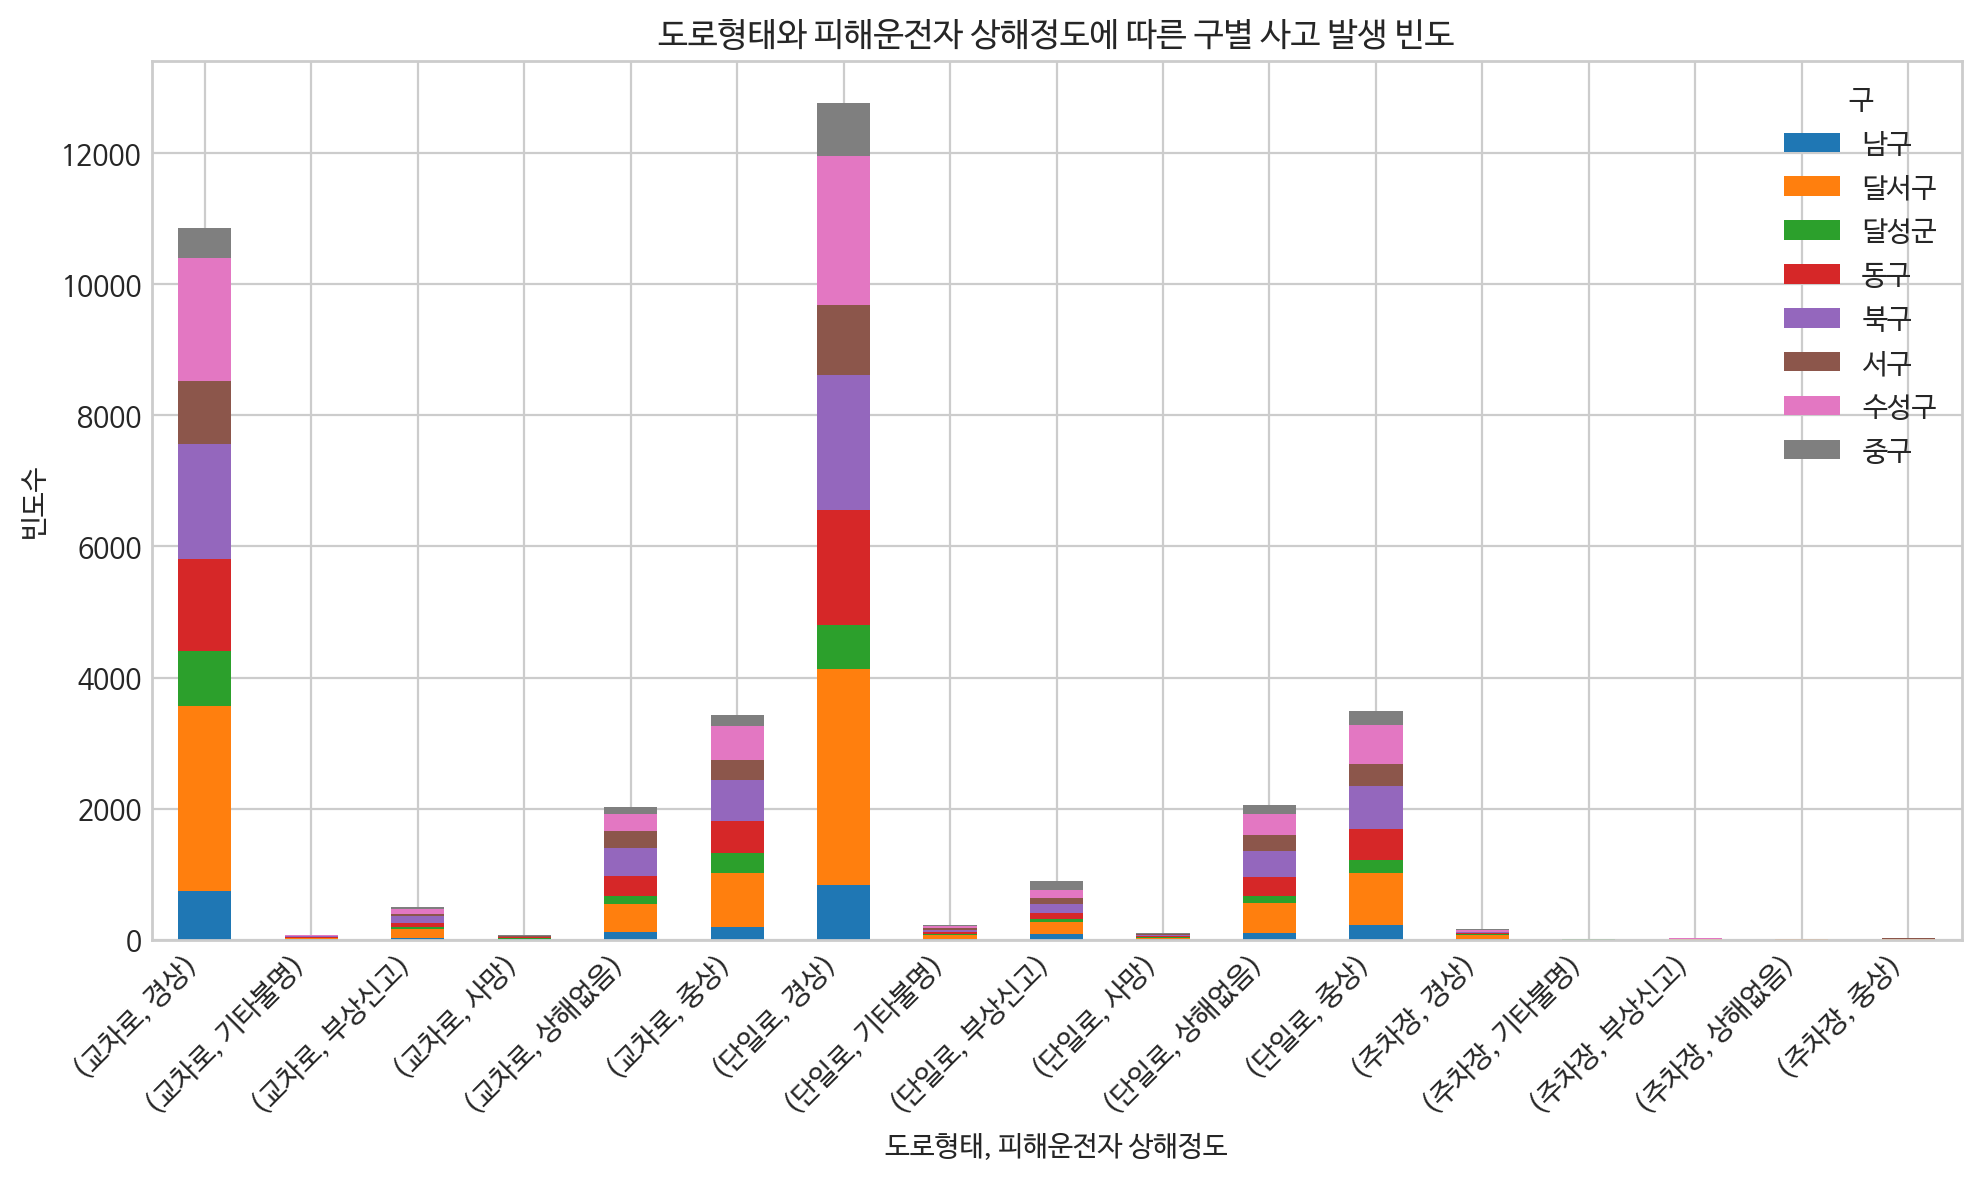 도로형태와 피해운전자 상해정도에 따른 구별 사고 발생 빈도
구
남구
달서구
달성군
동구
북구
서구
수성구
중구
빈도수
12000
10000
8000
6000
4000
2000
0
(교차로, 경상)
(교차로, 기타불명)
(교차로, 부상신고)
(교차로, 사망)
(교차로, 상해없음)
(교차로, 중상)
(단일로, 경상)
(단일로, 기타불명)
(단일로, 부상신고)
(단일로, 사망)
(단일로, 상해없음)
(단일로, 중상)
(주차장, 경상)
(주차장, 기타불명)
(주차장, 부상신고)
(주차장, 상해없음)
(주차장, 중상)
도로형태, 피해운전자 상해정도